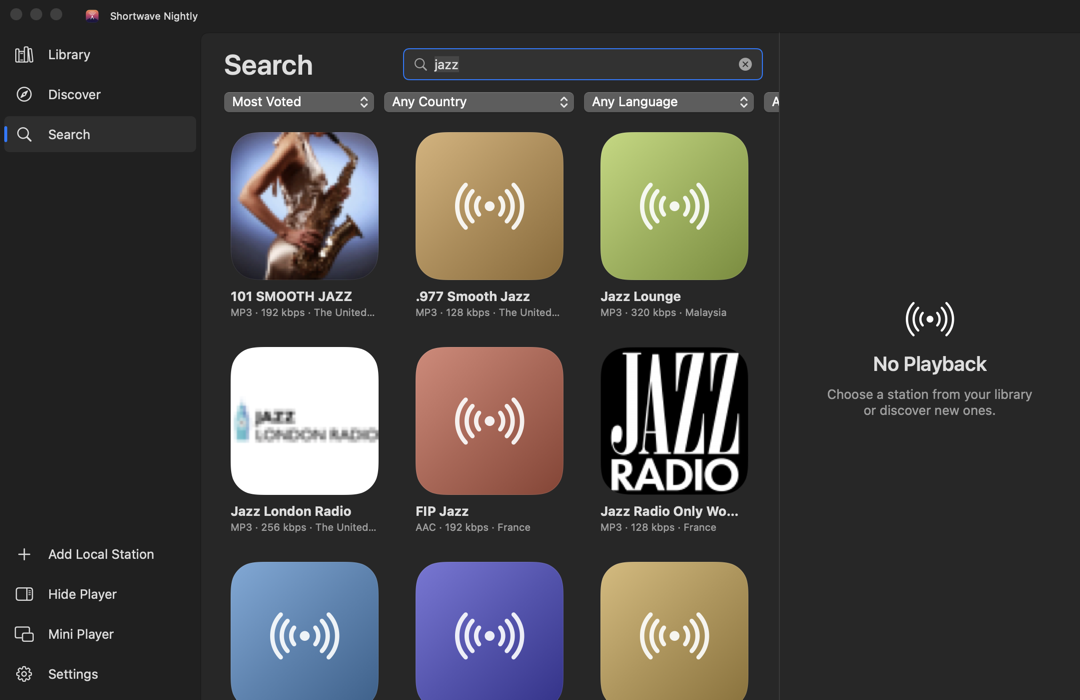 Shortwave Nightly
Library
Discover
Search
Add Local Station
Hide Player
Mini Player
Settings
Search
jazz
Most Voted
Any Country
Any Language
A
101 SMOOTH JAZZ
MP3 · 192 kbps · The United...
.977 Smooth Jazz
MP3 · 128 kbps · The United...
Jazz Lounge
MP3 · 320 kbps · Malaysia
JAZZ
LONDON RADIO
Jazz London Radio
MP3 · 256 kbps · The United...
FIP Jazz
AAC · 192 kbps · France
JAZZ
RADIO
Jazz Radio Only Wo...
MP3 · 128 kbps · France
No Playback
Choose a station from your library
or discover new ones.